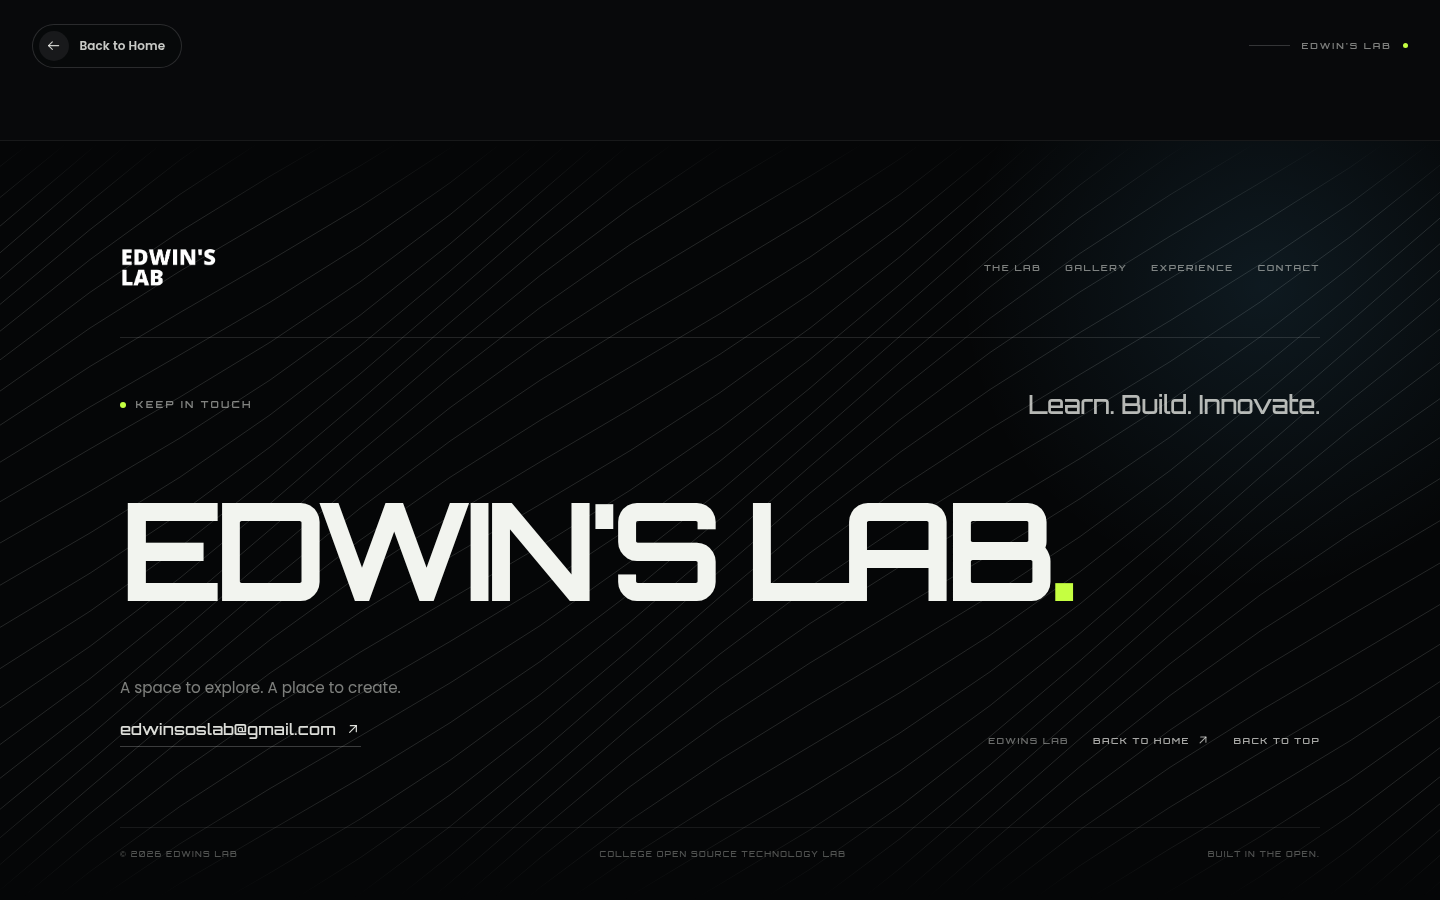 Back to Home
EDWIN'S LAB
EDWIN'S
LAB
THE LAB GALLERY EXPERIENCE CONTACT
KEEP IN TOUCH
Learn. Build. Innovate.
EDWIN'S LAB.
A space to explore. A place to create.
edwinsoslab@gmail.com
EDWINS LAB BACK TO HOME BACK TO TOP
© 2026 EDWINS LAB
COLLEGE OPEN SOURCE TECHNOLOGY LAB
BUILT IN THE OPEN.